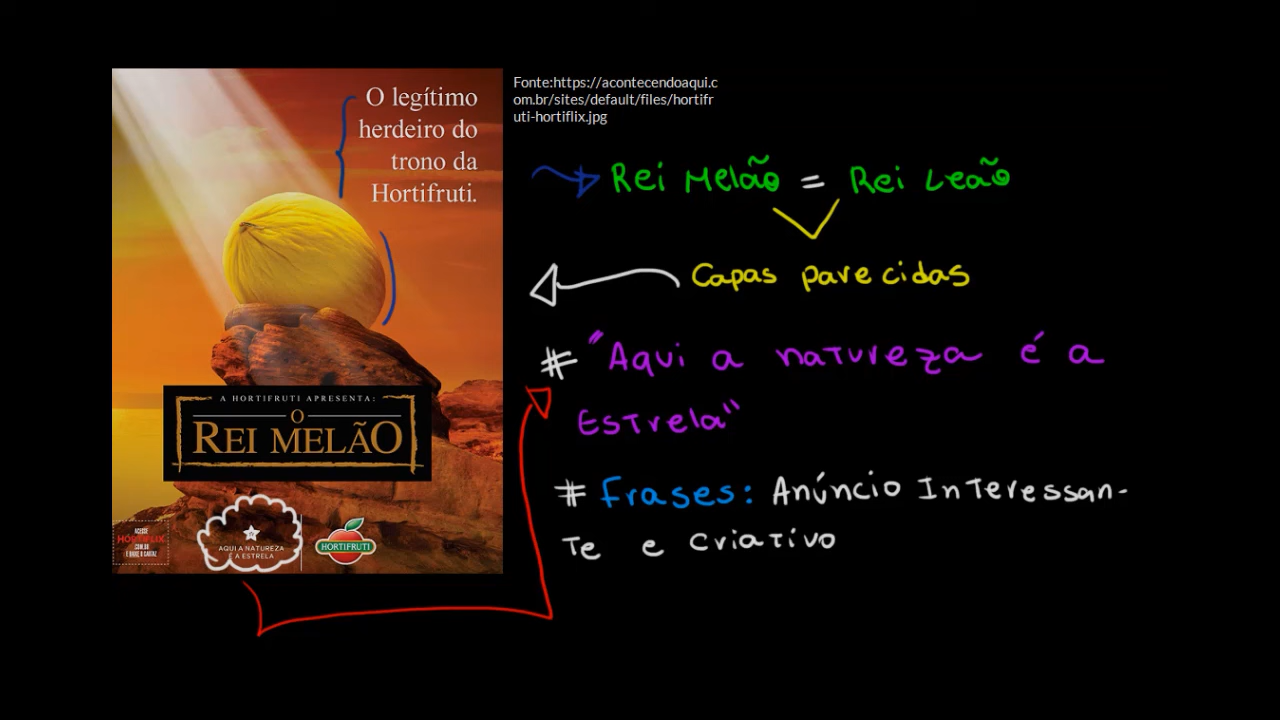 O legítimo
herdeiro do
trono da
Hortifruti.
A HORTIFRUTI APRESENTA:
O
REI MELÃO
ACESSE
HORTIFLIX
AQUI A NATUREZA
É A ESTRELA
HORTIFRUTI
Fonte:https://acontecendoaqui.c
om.br/sites/default/files/hortifr
uti-hortiflix.jpg
Rei Melão = Rei Leão
Capas parecidas
# "Aqui a natureza é a
Estrela"
# Frases: Anúncio Interessan-
te e criativo